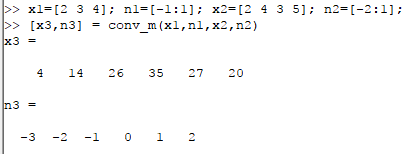 >> x1=[2 3 4]; n1=[-1:1]; x2=[2 4 3 5]; n2=[-2:1];
>> [x3,n3] = conv_m(x1,n1,x2,n2)
x3 =
4 14 26 35 27 20
n3 =
-3 -2 -1 0 1 2